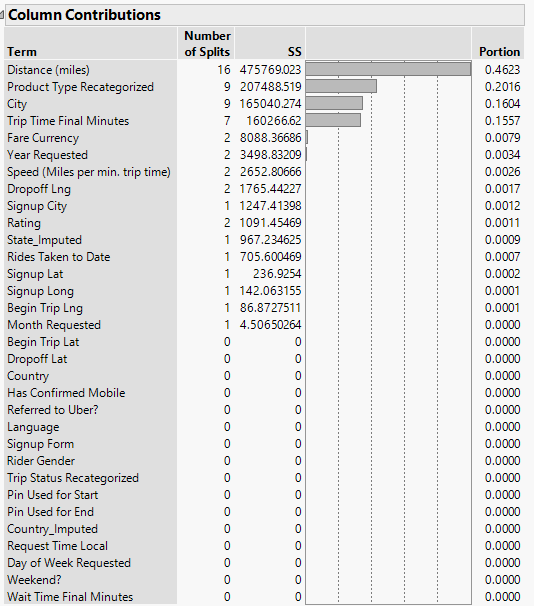 Column Contributions
Number
Term of Splits SS Portion
Distance (miles) 16 475769.023 0.4623
Product Type Recategorized 9 207488.519 0.2016
City 9 165040.274 0.1604
Trip Time Final Minutes 7 160266.62 0.1557
Fare Currency 2 8088.36686 0.0079
Year Requested 2 3498.83209 0.0034
Speed (Miles per min. trip time) 2 2652.80666 0.0026
Dropoff Lng 2 1765.44227 0.0017
Signup City 1 1247.41398 0.0012
Rating 2 1091.45469 0.0011
State_Imputed 1 967.234625 0.0009
Rides Taken to Date 1 705.600469 0.0007
Signup Lat 1 236.9254 0.0002
Signup Long 1 142.063155 0.0001
Begin Trip Lng 1 86.8727511 0.0001
Month Requested 1 4.50650264 0.0000
Begin Trip Lat 0 0 0.0000
Dropoff Lat 0 0 0.0000
Country 0 0 0.0000
Has Confirmed Mobile 0 0 0.0000
Referred to Uber? 0 0 0.0000
Language 0 0 0.0000
Signup Form 0 0 0.0000
Rider Gender 0 0 0.0000
Trip Status Recategorized 0 0 0.0000
Pin Used for Start 0 0 0.0000
Pin Used for End 0 0 0.0000
Country_Imputed 0 0 0.0000
Request Time Local 0 0 0.0000
Day of Week Requested 0 0 0.0000
Weekend? 0 0 0.0000
Wait Time Final Minutes 0 0 0.0000